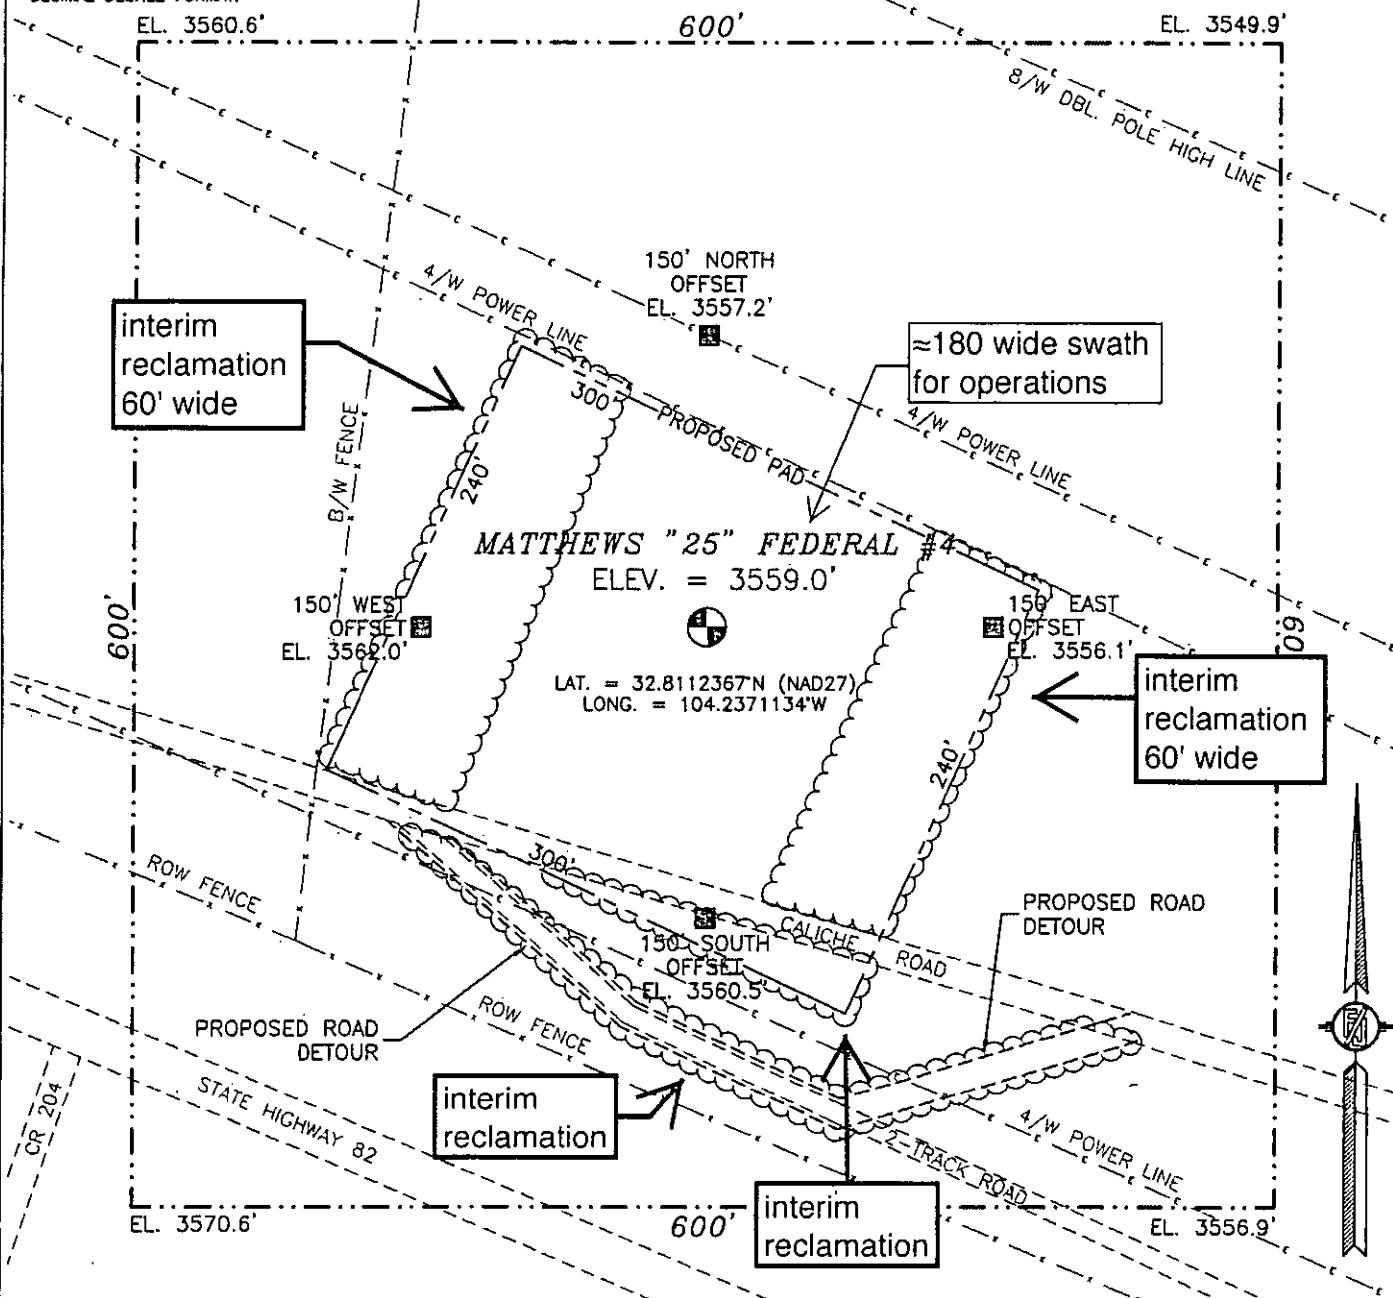 EL. 3560.6'
600'
EL. 3549.9'
8/W DBL. POLE HIGH LINE
150' NORTH
OFFSET
EL. 3557.2'
4/W POWER LINE
interim
reclamation
60' wide
≈180 wide swath
for operations
300'
PROPOSED PAD
4/W POWER LINE
B/W FENCE
240'
MATTHEWS "25" FEDERAL #4
ELEV. = 3559.0'
600'
150' WEST
OFFSET
EL. 3562.0'
150' EAST
OFFSET
EL. 3556.1'
60
LAT. = 32.8112367°N (NAD27)
LONG. = 104.2371134°W
interim
reclamation
60' wide
240'
300'
ROW FENCE
150' SOUTH
OFFSET
EL. 3560.5'
CALICHE ROAD
PROPOSED ROAD
DETOUR
PROPOSED ROAD
DETOUR
ROW FENCE
interim
reclamation
STATE HIGHWAY 82
CR 204
4/W POWER LINE
2-TRACK ROAD
interim
reclamation
EL. 3570.6'
600'
EL. 3556.9'